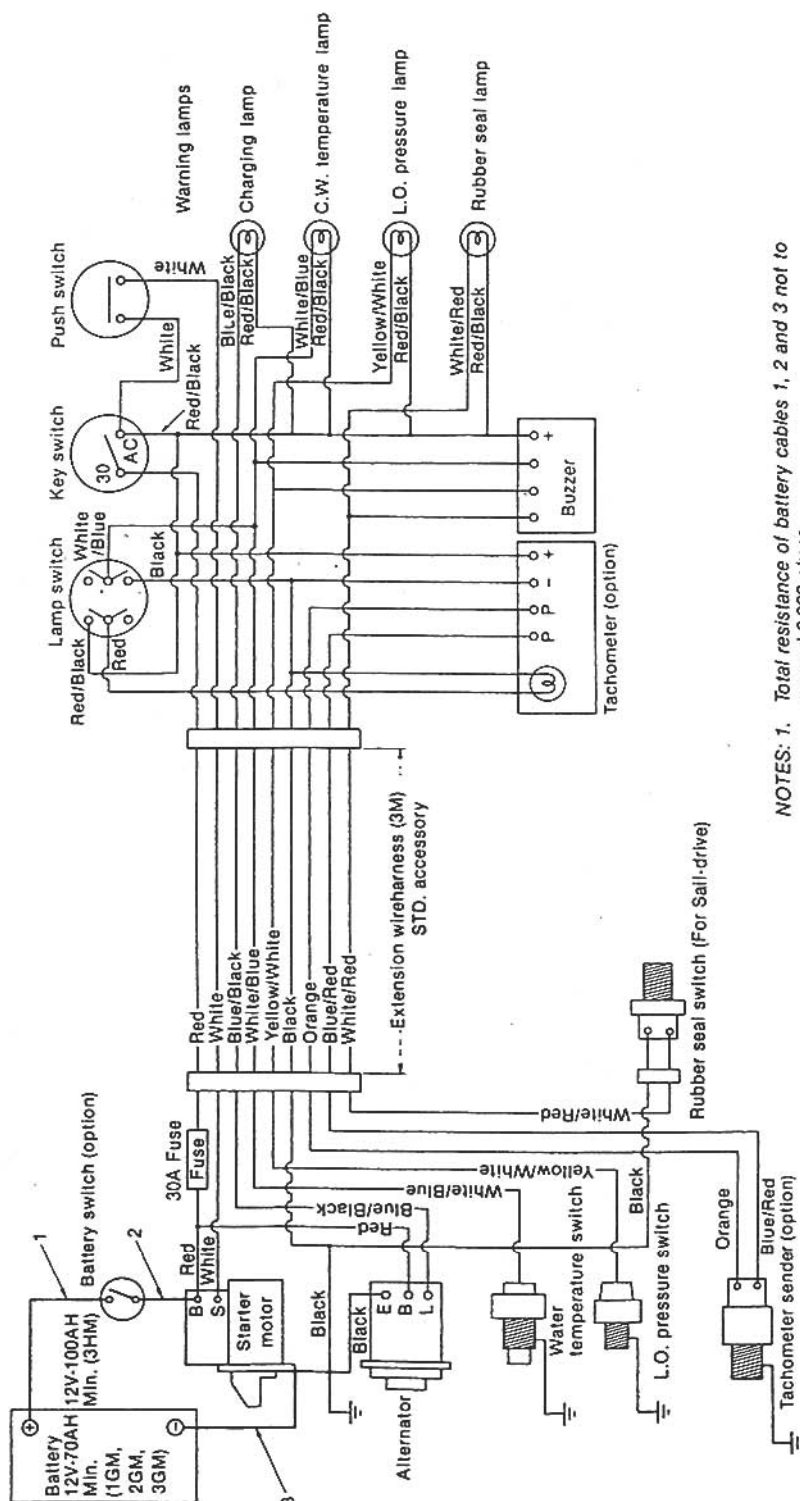 Battery
12V-70AH
Min.
(1GM,
2GM,
3GM)
12V-100AH
Min. (3HM)
1
Battery switch (option)
2
3
B
S
Starter
motor
Red
White
30A Fuse
Fuse
Black
Black
E
B
L
Alternator
Red
Blue/Black
White/Blue
Yellow/White
Water
temperature switch
L.O. pressure switch
Orange
Blue/Red
Tachometer sender (option)
Black
White/Red
Rubber seal switch (For Sail-drive)
Red
White
Blue/Black
White/Blue
Yellow/White
Black
Orange
Blue/Red
White/Red
Extension wireharness (3M)
STD. accessory
Lamp switch
Red/Black
Red
White
/Blue
Black
Key switch
30
AC
Red/Black
Push switch
White
White
Warning lamps
Blue/Black
Red/Black
Charging lamp
White/Blue
Red/Black
C.W. temperature lamp
Yellow/White
Red/Black
L.O. pressure lamp
White/Red
Red/Black
Rubber seal lamp
P
P
-
+
Tachometer (option)
+
Buzzer
NOTES: 1. Total resistance of battery cables 1, 2 and 3 not to